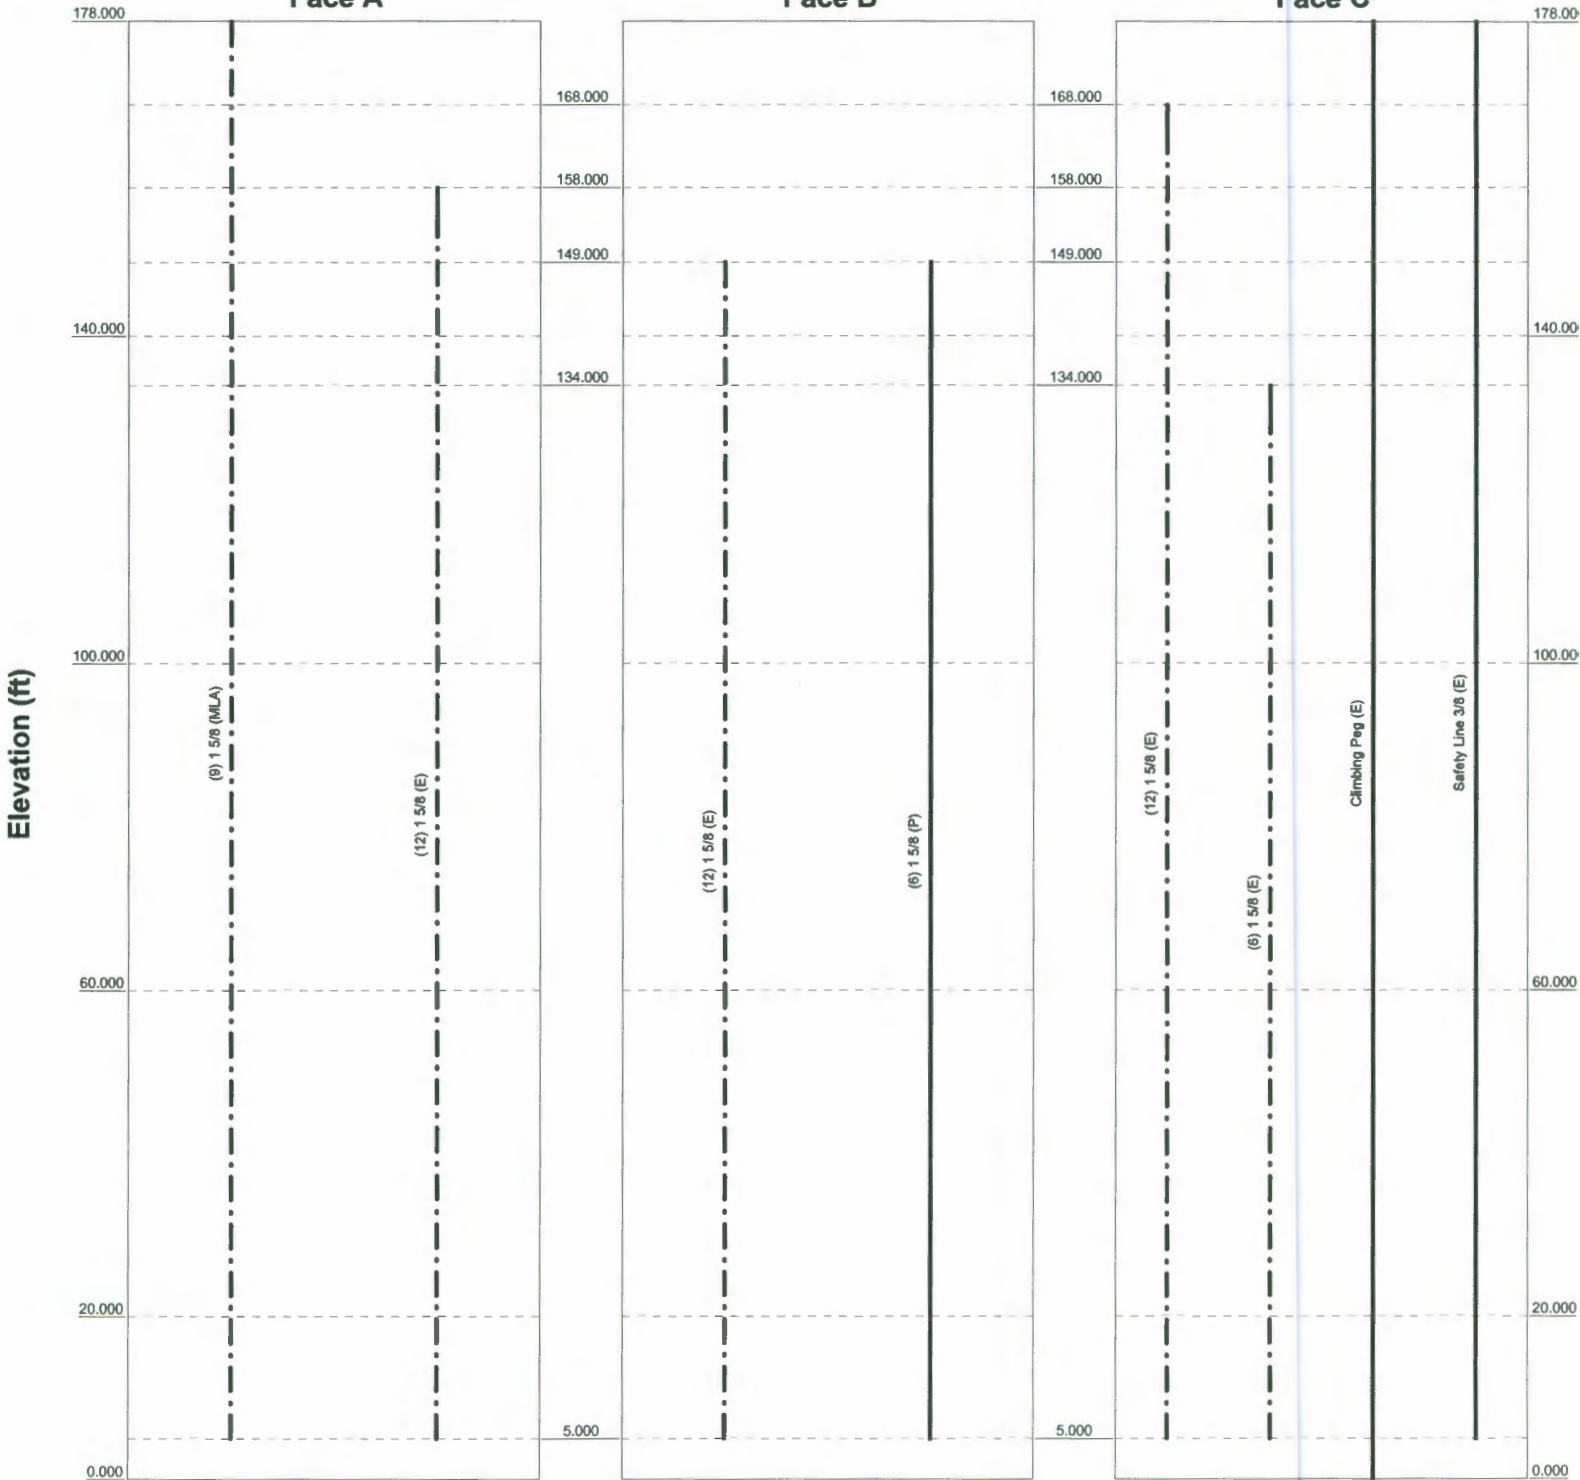 Face A
Face B
Face C
178.000
178.00
168.000
168.000
158.000
158.000
149.000
149.000
140.000
140.00
134.000
134.000
100.000
100.00
Elevation (ft)
(9) 1 5/8 (MLA)
(12) 1 5/8 (E)
(12) 1 5/8 (E)
(6) 1 5/8 (P)
(12) 1 5/8 (E)
(6) 1 5/8 (E)
Climbing Peg (E)
Safety Line 3/8 (E)
60.000
60.000
20.000
20.000
5.000
5.000
0.000
0.000